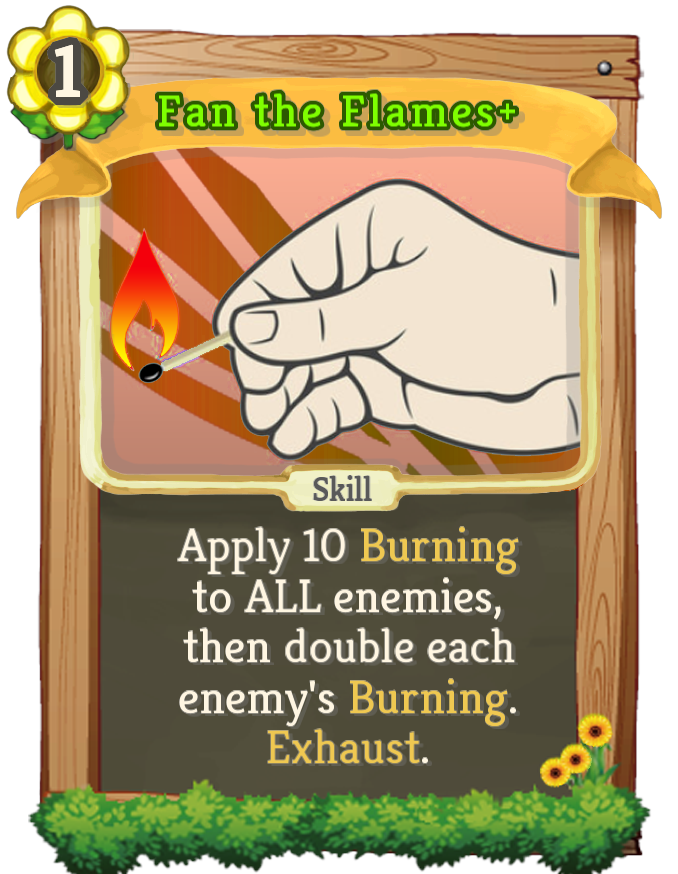 1
Fan the Flames+
Skill
Apply 10 Burning
to ALL enemies,
then double each
enemy's Burning.
Exhaust.